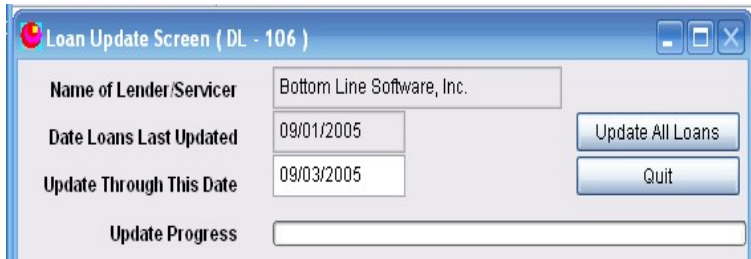 Loan Update Screen ( DL - 106 )
Name of Lender/Servicer Bottom Line Software, Inc.
Date Loans Last Updated 09/01/2005 Update All Loans
Update Through This Date 09/03/2005 Quit
Update Progress